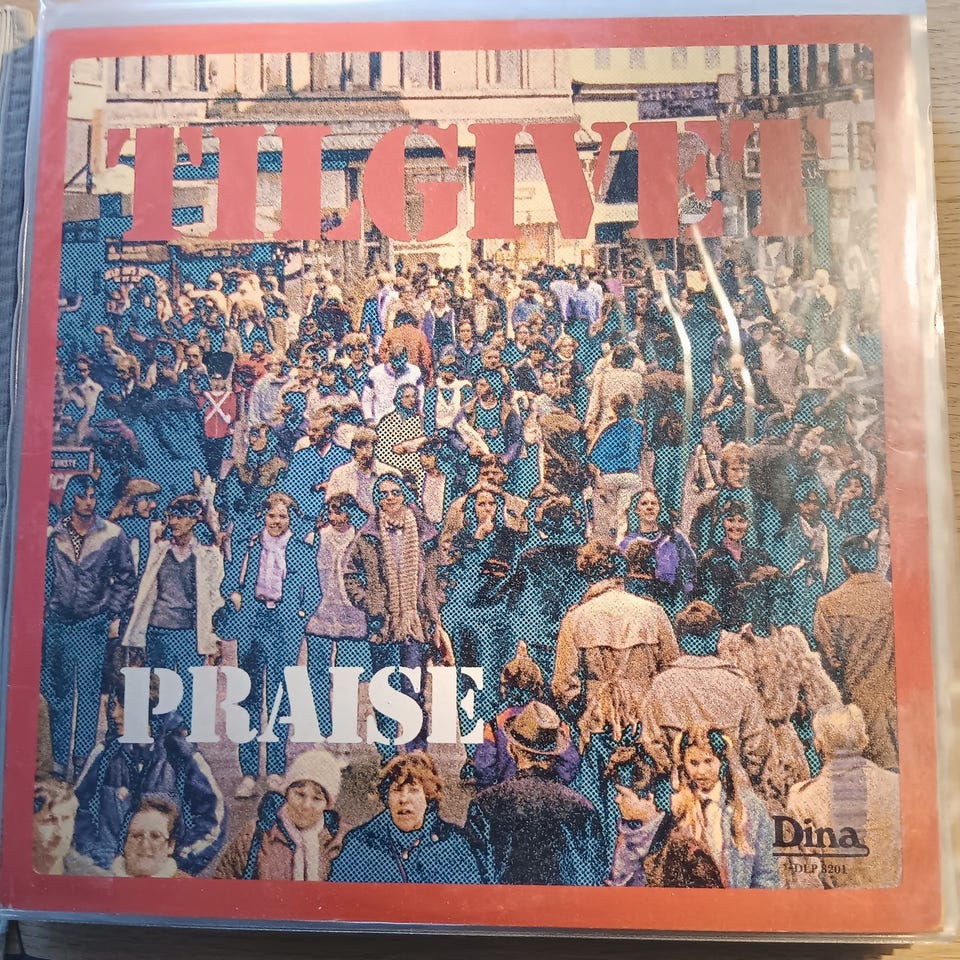 TILGIVET
PRAISE
Dina
DLP 3201